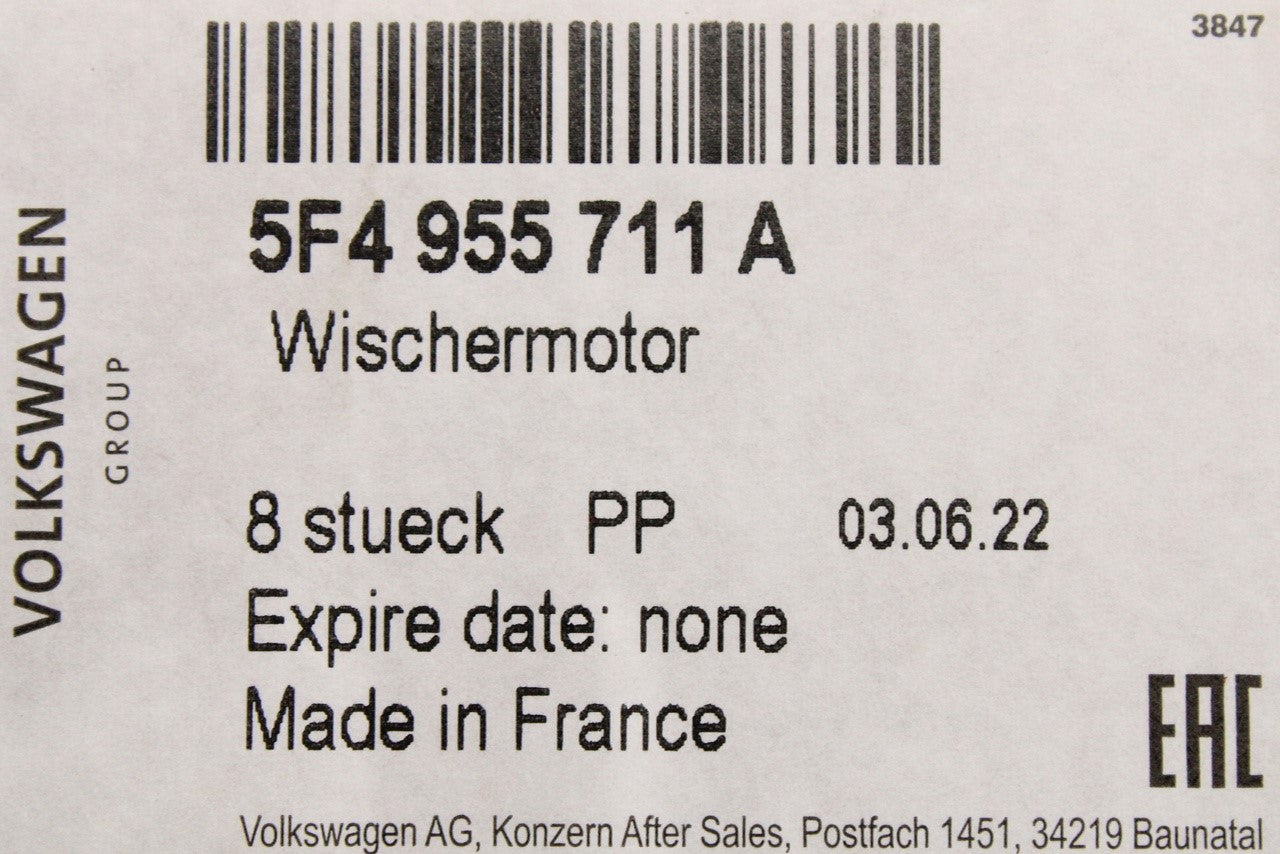 3847
5F4 955 711 A
Wischermotor
8 stueck PP 03.06.22
Expire date: none
Made in France
EAC
Volkswagen AG, Konzern After Sales, Postfach 1451, 34219 Baunatal
VOLKSWAGEN
GROUP